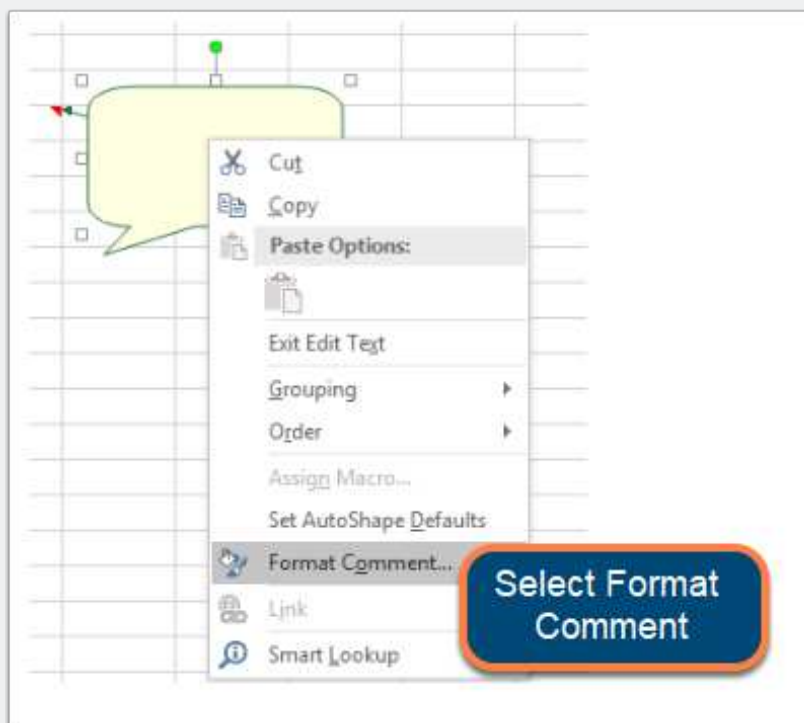 Cut
Copy
Paste Options:
Exit Edit Text
Grouping
Order
Assign Macro...
Set AutoShape Defaults
Format Comment...
Link
Smart Lookup
Select Format
Comment